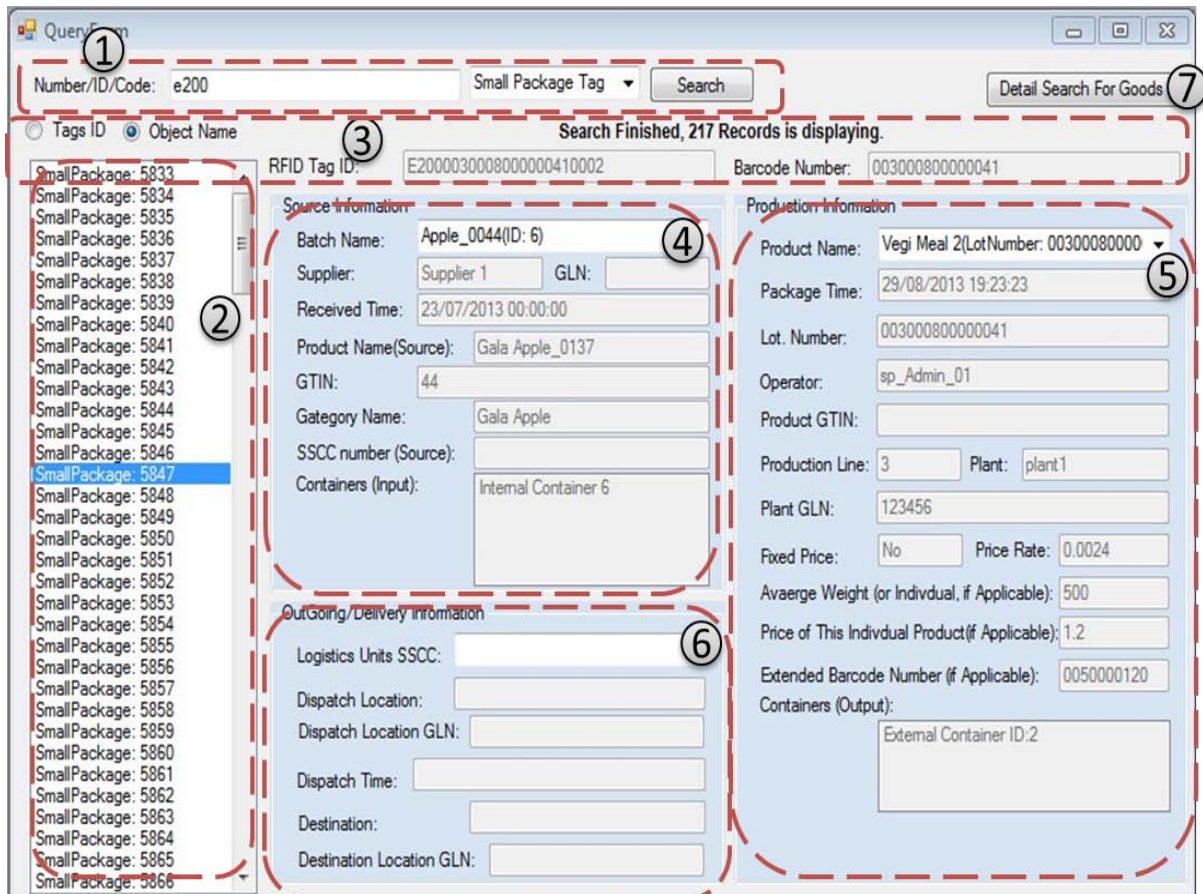 QueryForm
①
Number/ID/Code: e200 Small Package Tag Search
Detail Search For Goods ⑦
Tags ID Object Name ③ Search Finished, 217 Records is displaying.
RFID Tag ID: E2000030008000000410002 Barcode Number: 003000800000041
②
SmallPackage: 5833
SmallPackage: 5834
SmallPackage: 5835
SmallPackage: 5836
SmallPackage: 5837
SmallPackage: 5838
SmallPackage: 5839
SmallPackage: 5840
SmallPackage: 5841
SmallPackage: 5842
SmallPackage: 5843
SmallPackage: 5844
SmallPackage: 5845
SmallPackage: 5846
SmallPackage: 5847
SmallPackage: 5848
SmallPackage: 5849
SmallPackage: 5850
SmallPackage: 5851
SmallPackage: 5852
SmallPackage: 5853
SmallPackage: 5854
SmallPackage: 5855
SmallPackage: 5856
SmallPackage: 5857
SmallPackage: 5858
SmallPackage: 5859
SmallPackage: 5860
SmallPackage: 5861
SmallPackage: 5862
SmallPackage: 5863
SmallPackage: 5864
SmallPackage: 5865
SmallPackage: 5866
Source Information
④
Batch Name: Apple_0044(ID: 6)
Supplier: Supplier 1 GLN:
Received Time: 23/07/2013 00:00:00
Product Name(Source): Gala Apple_0137
GTIN: 44
Gategory Name: Gala Apple
SSCC number (Source):
Containers (Input): Internal Container 6
OutGoing/Delivery Information
⑥
Logistics Units SSCC:
Dispatch Location:
Dispatch Location GLN:
Dispatch Time:
Destination:
Destination Location GLN:
Production Information
⑤
Product Name: Vegi Meal 2(LotNumber: 00300080000
Package Time: 29/08/2013 19:23:23
Lot. Number: 003000800000041
Operator: sp_Admin_01
Product GTIN:
Production Line: 3 Plant: plant1
Plant GLN: 123456
Fixed Price: No Price Rate: 0.0024
Avaerge Weight (or Indivdual, if Applicable): 500
Price of This Indivdual Product(if Applicable): 1.2
Extended Barcode Number (if Applicable): 0050000120
Containers (Output):
External Container ID:2